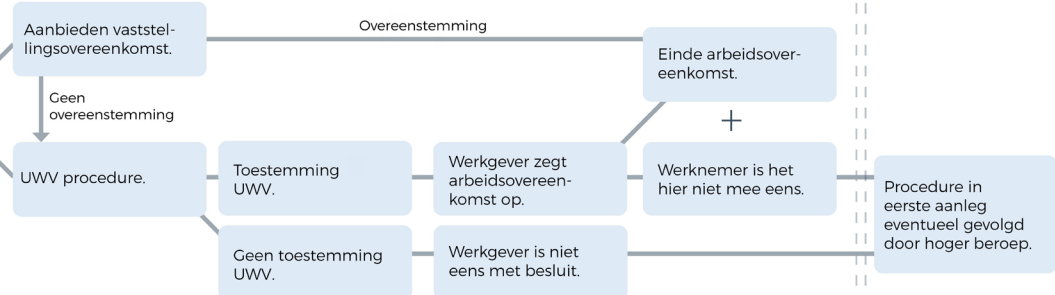 Aanbieden vaststel-
lingsovereenkomst.
Overeenstemming
Einde arbeidsover-
eenkomst.
Geen
overeenstemming
+
UWV procedure.
Toestemming
UWV.
Werkgever zegt
arbeidsovereen-
komst op.
Werknemer is het
hier niet mee eens.
Procedure in
eerste aanleg
eventueel gevolgd
door hoger beroep.
Geen toestemming
UWV.
Werkgever is niet
eens met besluit.